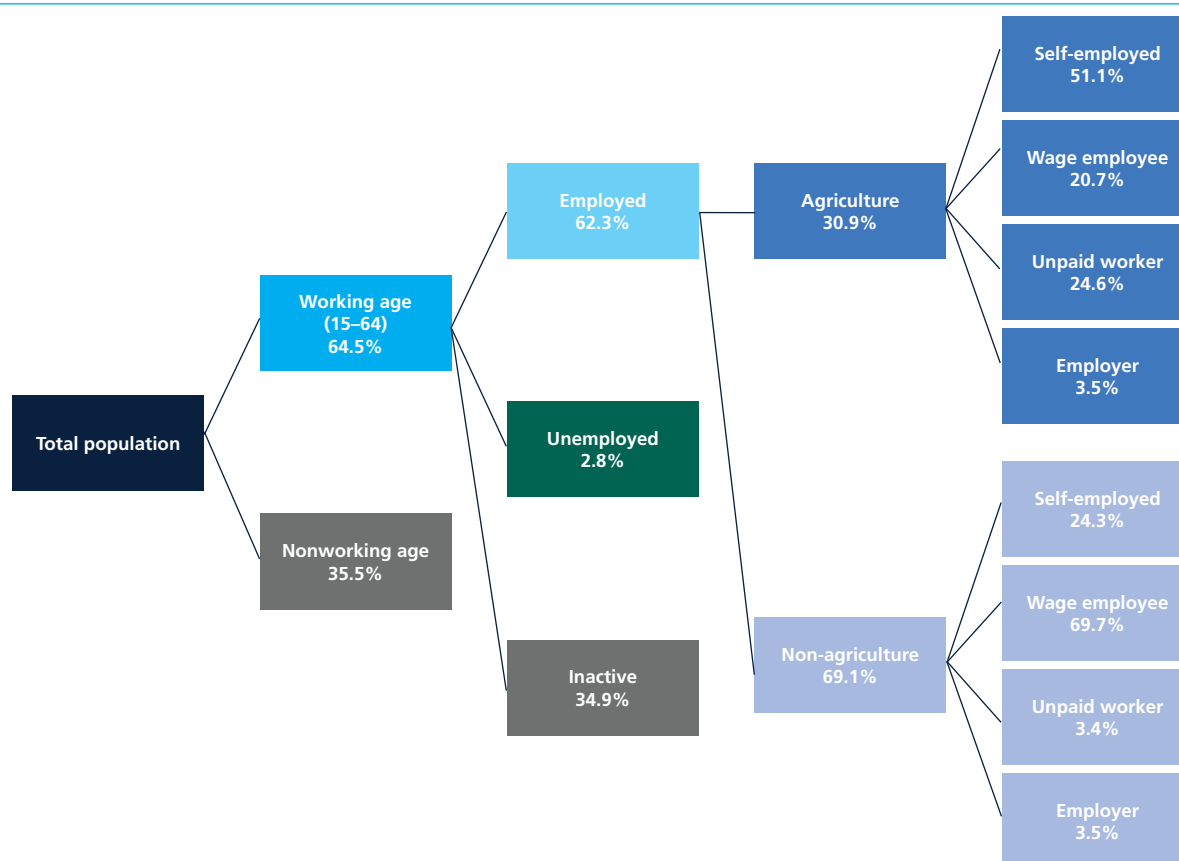 Total population
Working age
(15–64)
64.5%
Nonworking age
35.5%
Employed
62.3%
Unemployed
2.8%
Inactive
34.9%
Agriculture
30.9%
Non-agriculture
69.1%
Self-employed
51.1%
Wage employee
20.7%
Unpaid worker
24.6%
Employer
3.5%
Self-employed
24.3%
Wage employee
69.7%
Unpaid worker
3.4%
Employer
3.5%